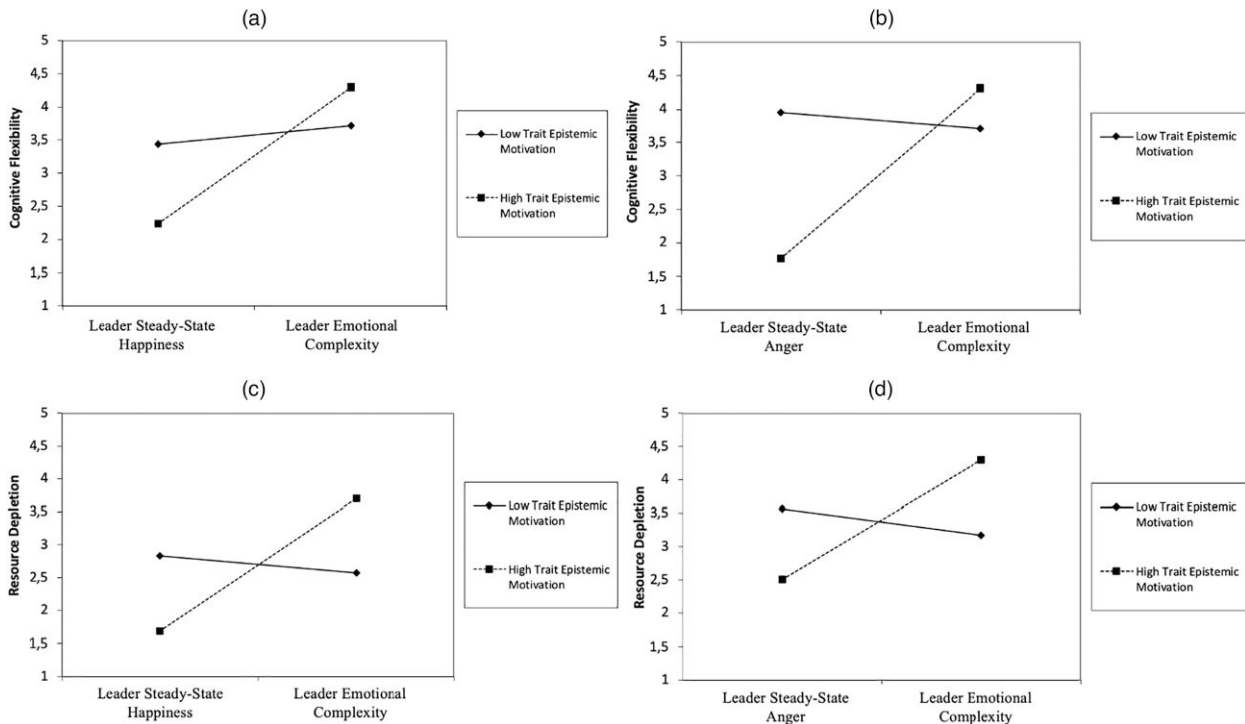 (a)
Cognitive Flexibility
5
4,5
4
3,5
3
2,5
2
1,5
1
Leader Steady-State
Happiness
Leader Emotional
Complexity
Low Trait Epistemic
Motivation
High Trait Epistemic
Motivation
(b)
Cognitive Flexibility
5
4,5
4
3,5
3
2,5
2
1,5
1
Leader Steady-State
Anger
Leader Emotional
Complexity
Low Trait Epistemic
Motivation
High Trait Epistemic
Motivation
(c)
Resource Depletion
5
4,5
4
3,5
3
2,5
2
1,5
1
Leader Steady-State
Happiness
Leader Emotional
Complexity
Low Trait Epistemic
Motivation
High Trait Epistemic
Motivation
(d)
Resource Depletion
5
4,5
4
3,5
3
2,5
2
1,5
1
Leader Steady-State
Anger
Leader Emotional
Complexity
Low Trait Epistemic
Motivation
High Trait Epistemic
Motivation